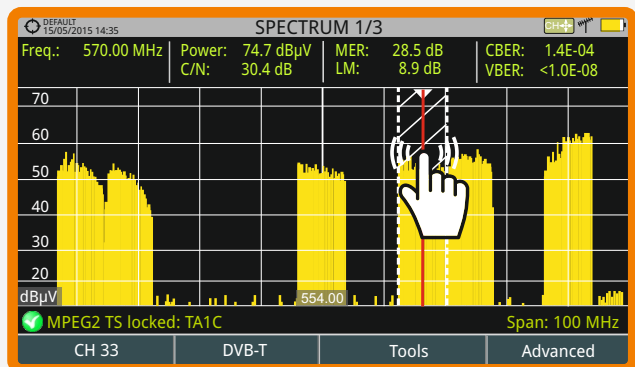 DEFAULT
15/05/2015 14:35
SPECTRUM 1/3
CH
Freq.: 570.00 MHz
Power: 74.7 dBµV
C/N: 30.4 dB
MER: 28.5 dB
LM: 8.9 dB
CBER: 1.4E-04
VBER: <1.0E-08
70
60
50
40
30
20
dBµV
554.00
MPEG2 TS locked: TA1C
Span: 100 MHz
CH 33
DVB-T
Tools
Advanced